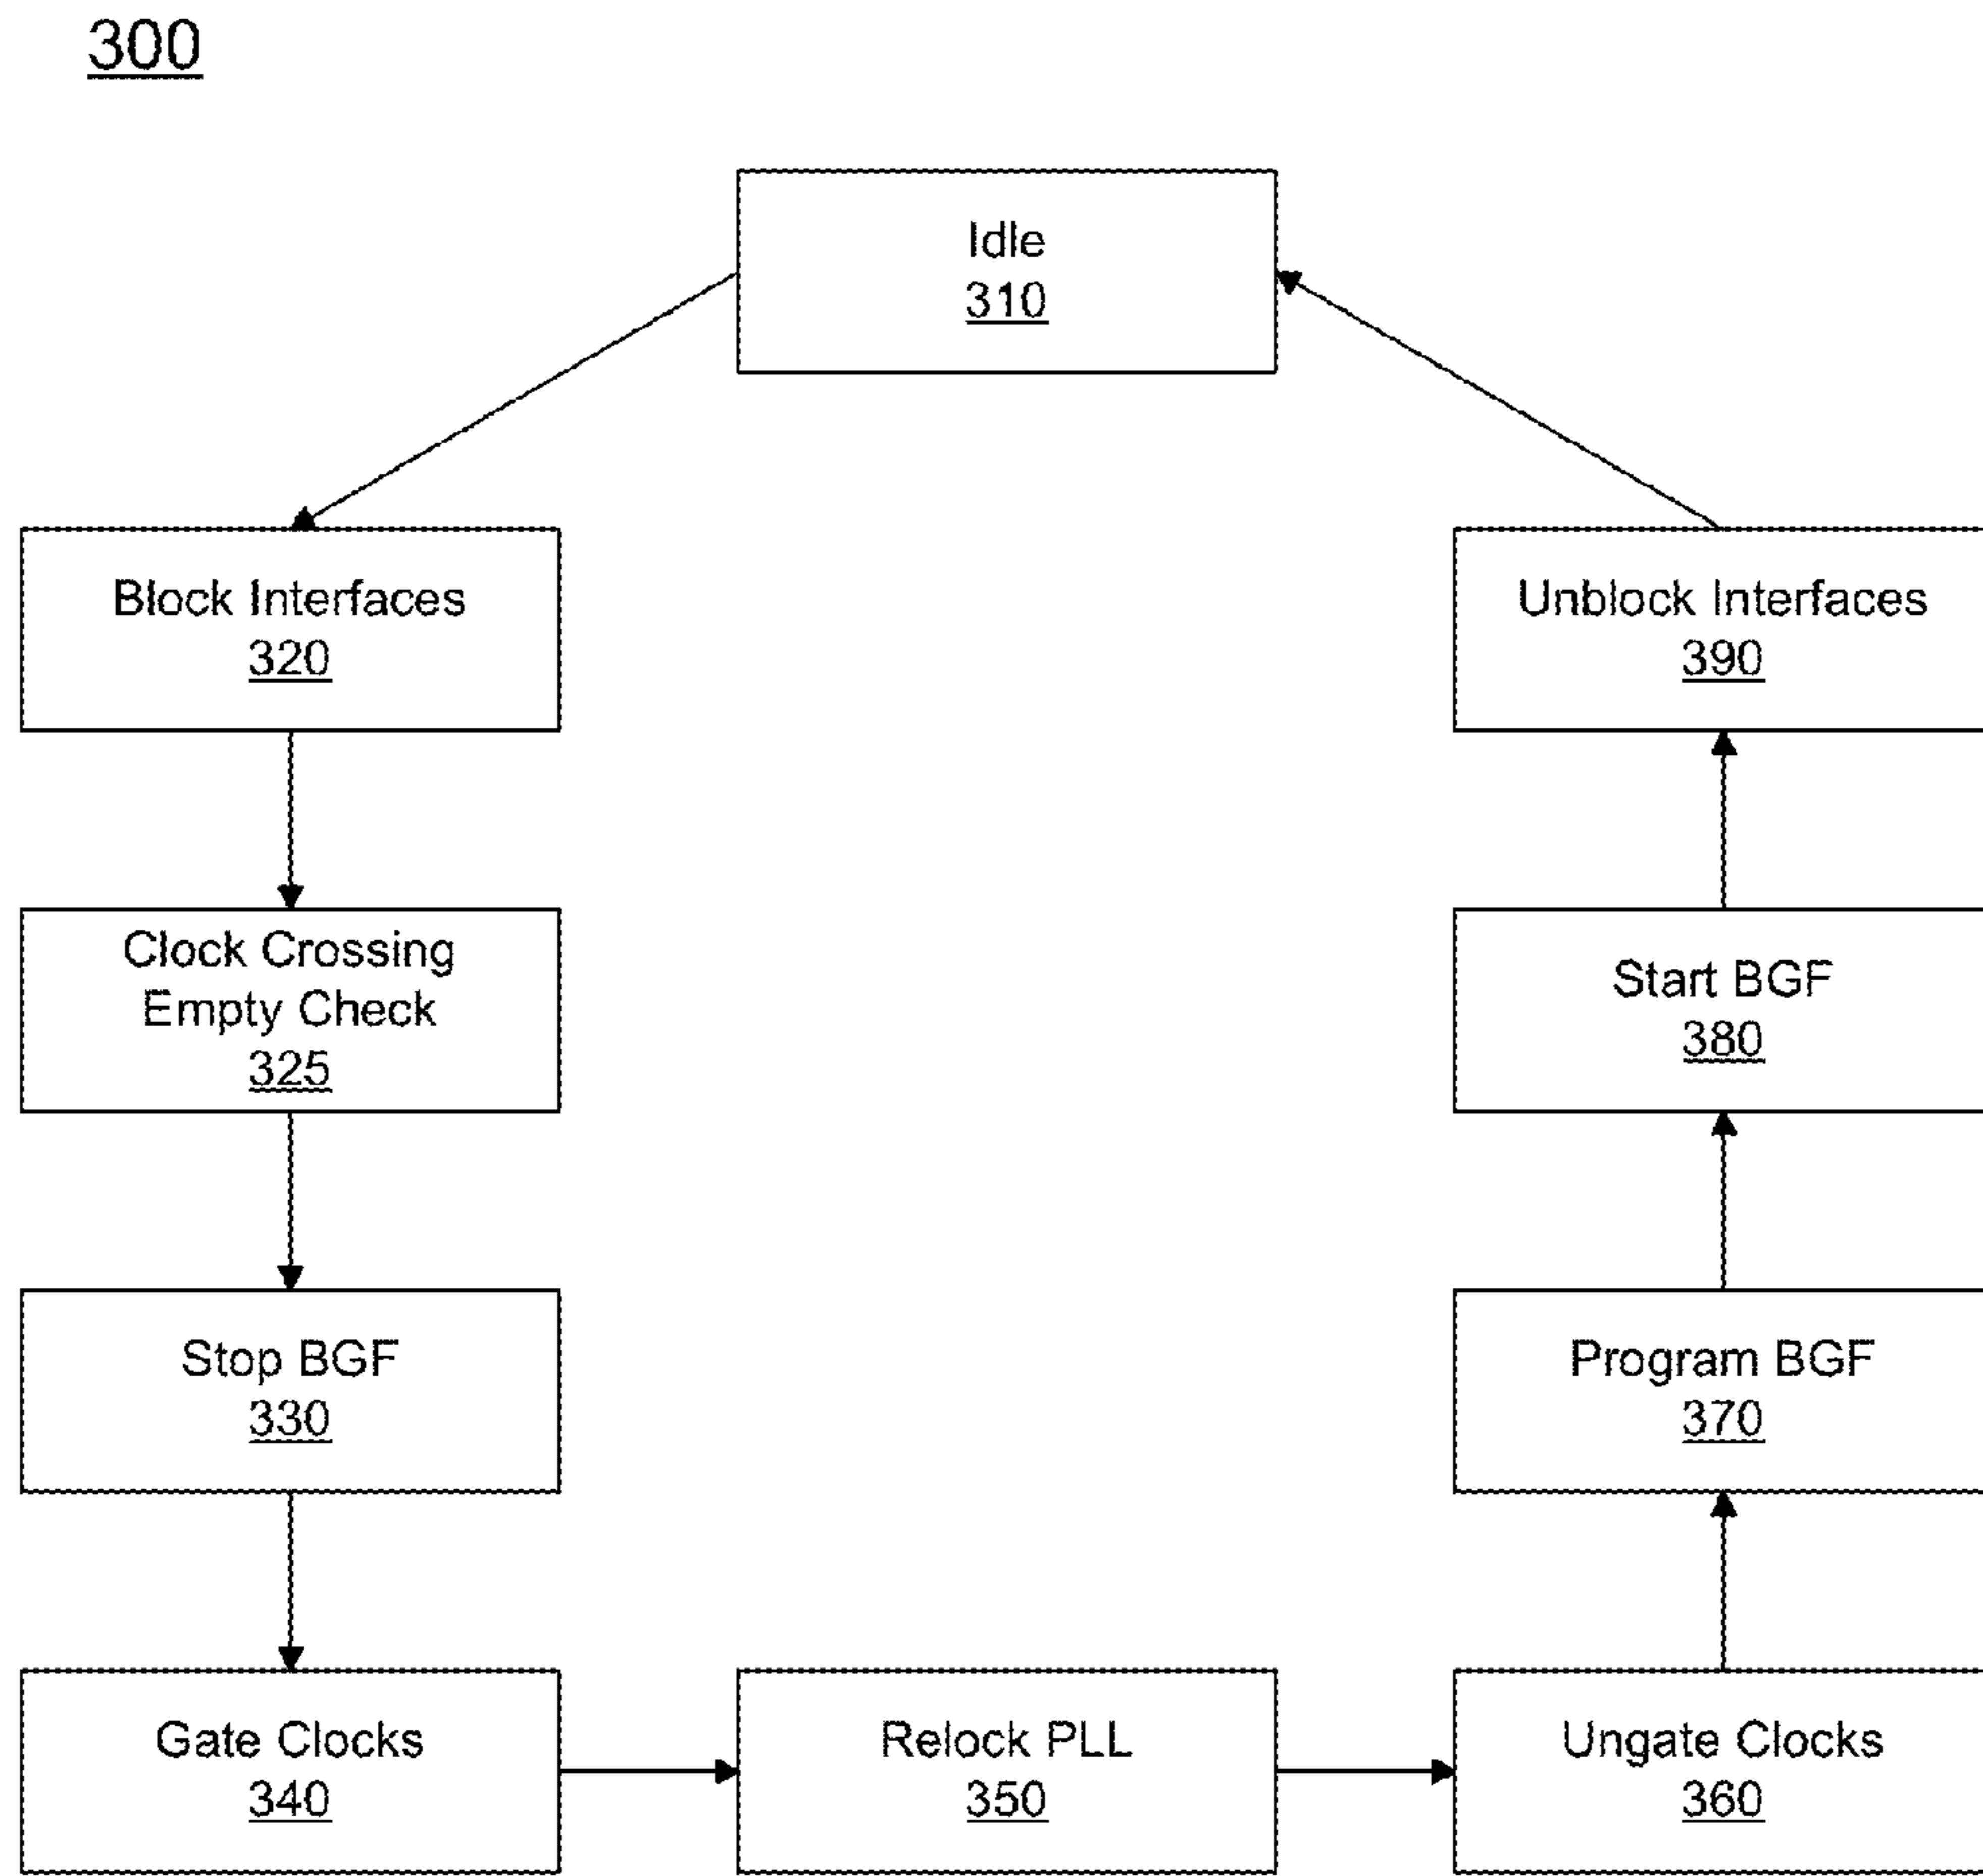 300
Idle
310
Block Interfaces
320
Unblock Interfaces
390
Clock Crossing
Empty Check
325
Start BGF
380
Stop BGF
330
Program BGF
370
Gate Clocks
340
Relock PLL
350
Ungate Clocks
360